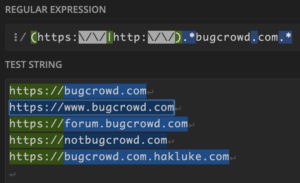 REGULAR EXPRESSION
⋮/ (https:\/\/|http:\/\/).*bugcrowd.com.*
TEST STRING
https://bugcrowd.com↵
https://www.bugcrowd.com↵
https://forum.bugcrowd.com↵
https://notbugcrowd.com↵
https://bugcrowd.com.hakluke.com↵